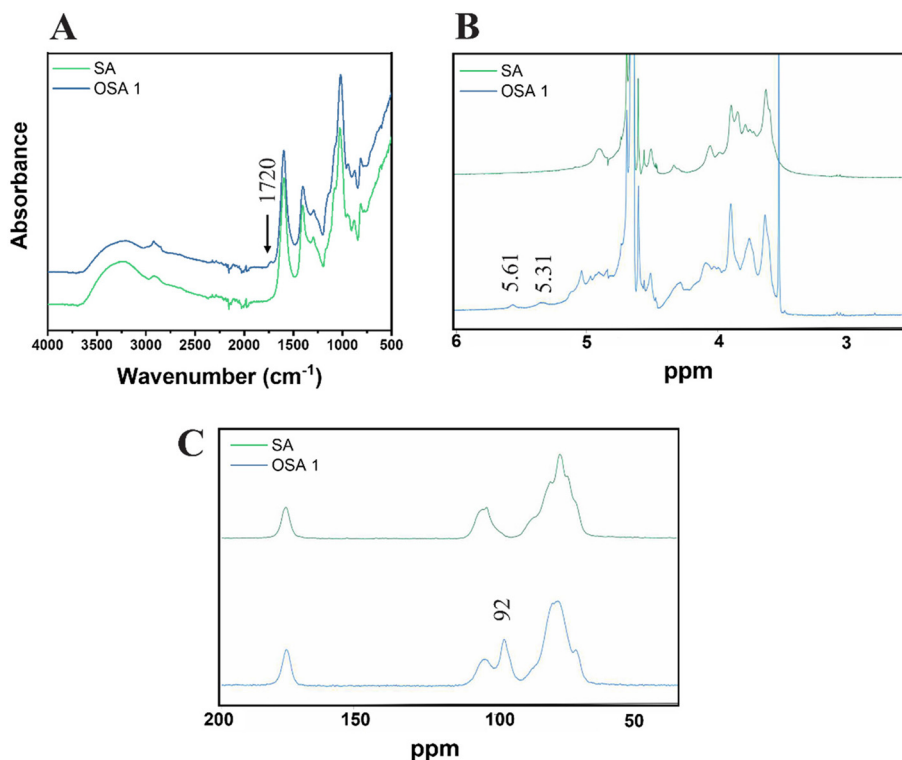 A
SA
OSA 1
1720
Absorbance
4000 3500 3000 2500 2000 1500 1000 500
Wavenumber (cm-1)
B
SA
OSA 1
5.61
5.31
6 5 4 3
ppm
C
SA
OSA 1
92
200 150 100 50
ppm